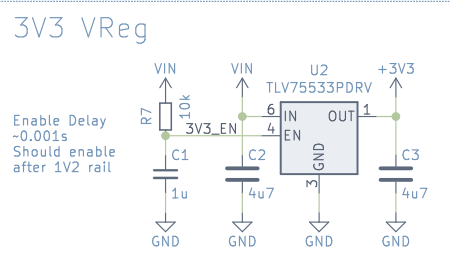 3V3 VReg
VIN
VIN
U2
TLV75533PDRV
+3V3
R7
10k
6
IN
OUT
1
Enable Delay
~0.001s
Should enable
after 1V2 rail
3V3_EN
4
EN
GND
3
C1
1u
C2
4u7
C3
4u7
GND
GND
GND
GND